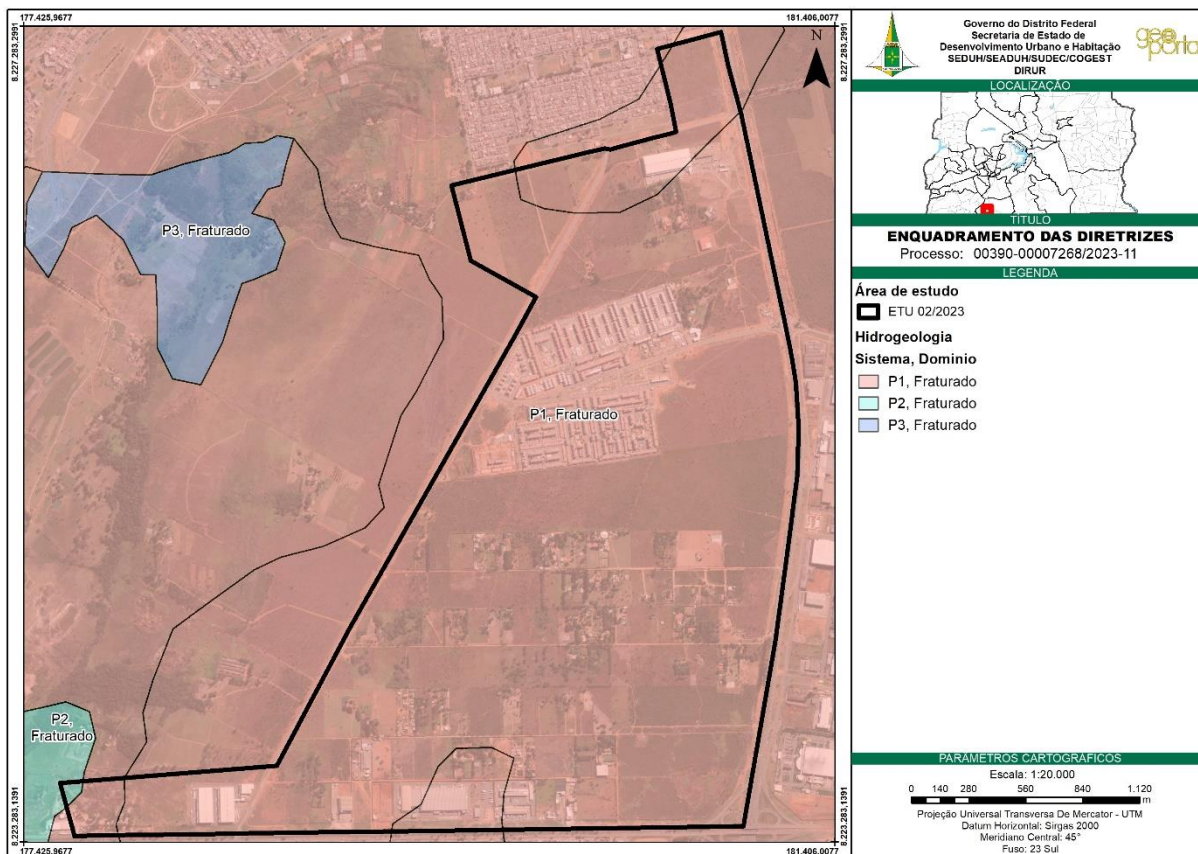 177.425,9677
181.406,0077
8.227.283,2991
8.227.283,2991
N
P3, Fraturado
P1, Fraturado
P2,
Fraturado
8.223.283,1391
8.223.283,1391
177.425,9677
181.406,0077
Governo do Distrito Federal
Secretaria de Estado de
Desenvolvimento Urbano e Habitação
SEDUH/SEADUH/SUDEC/COGEST
DIRUR
geo
porta
LOCALIZAÇÃO
TÍTULO
ENQUADRAMENTO DAS DIRETRIZES
Processo: 00390-00007268/2023-11
LEGENDA
Área de estudo
ETU 02/2023
Hidrogeologia
Sistema, Dominio
P1, Fraturado
P2, Fraturado
P3, Fraturado
PARAMETROS CARTOGRAFICOS
Escala: 1:20.000
0 140 280 560 840 1.120
m
Projeção Universal Transversa De Mercator - UTM
Datum Horizontal: Sirgas 2000
Meridiano Central: 45°
Fuso: 23 Sul